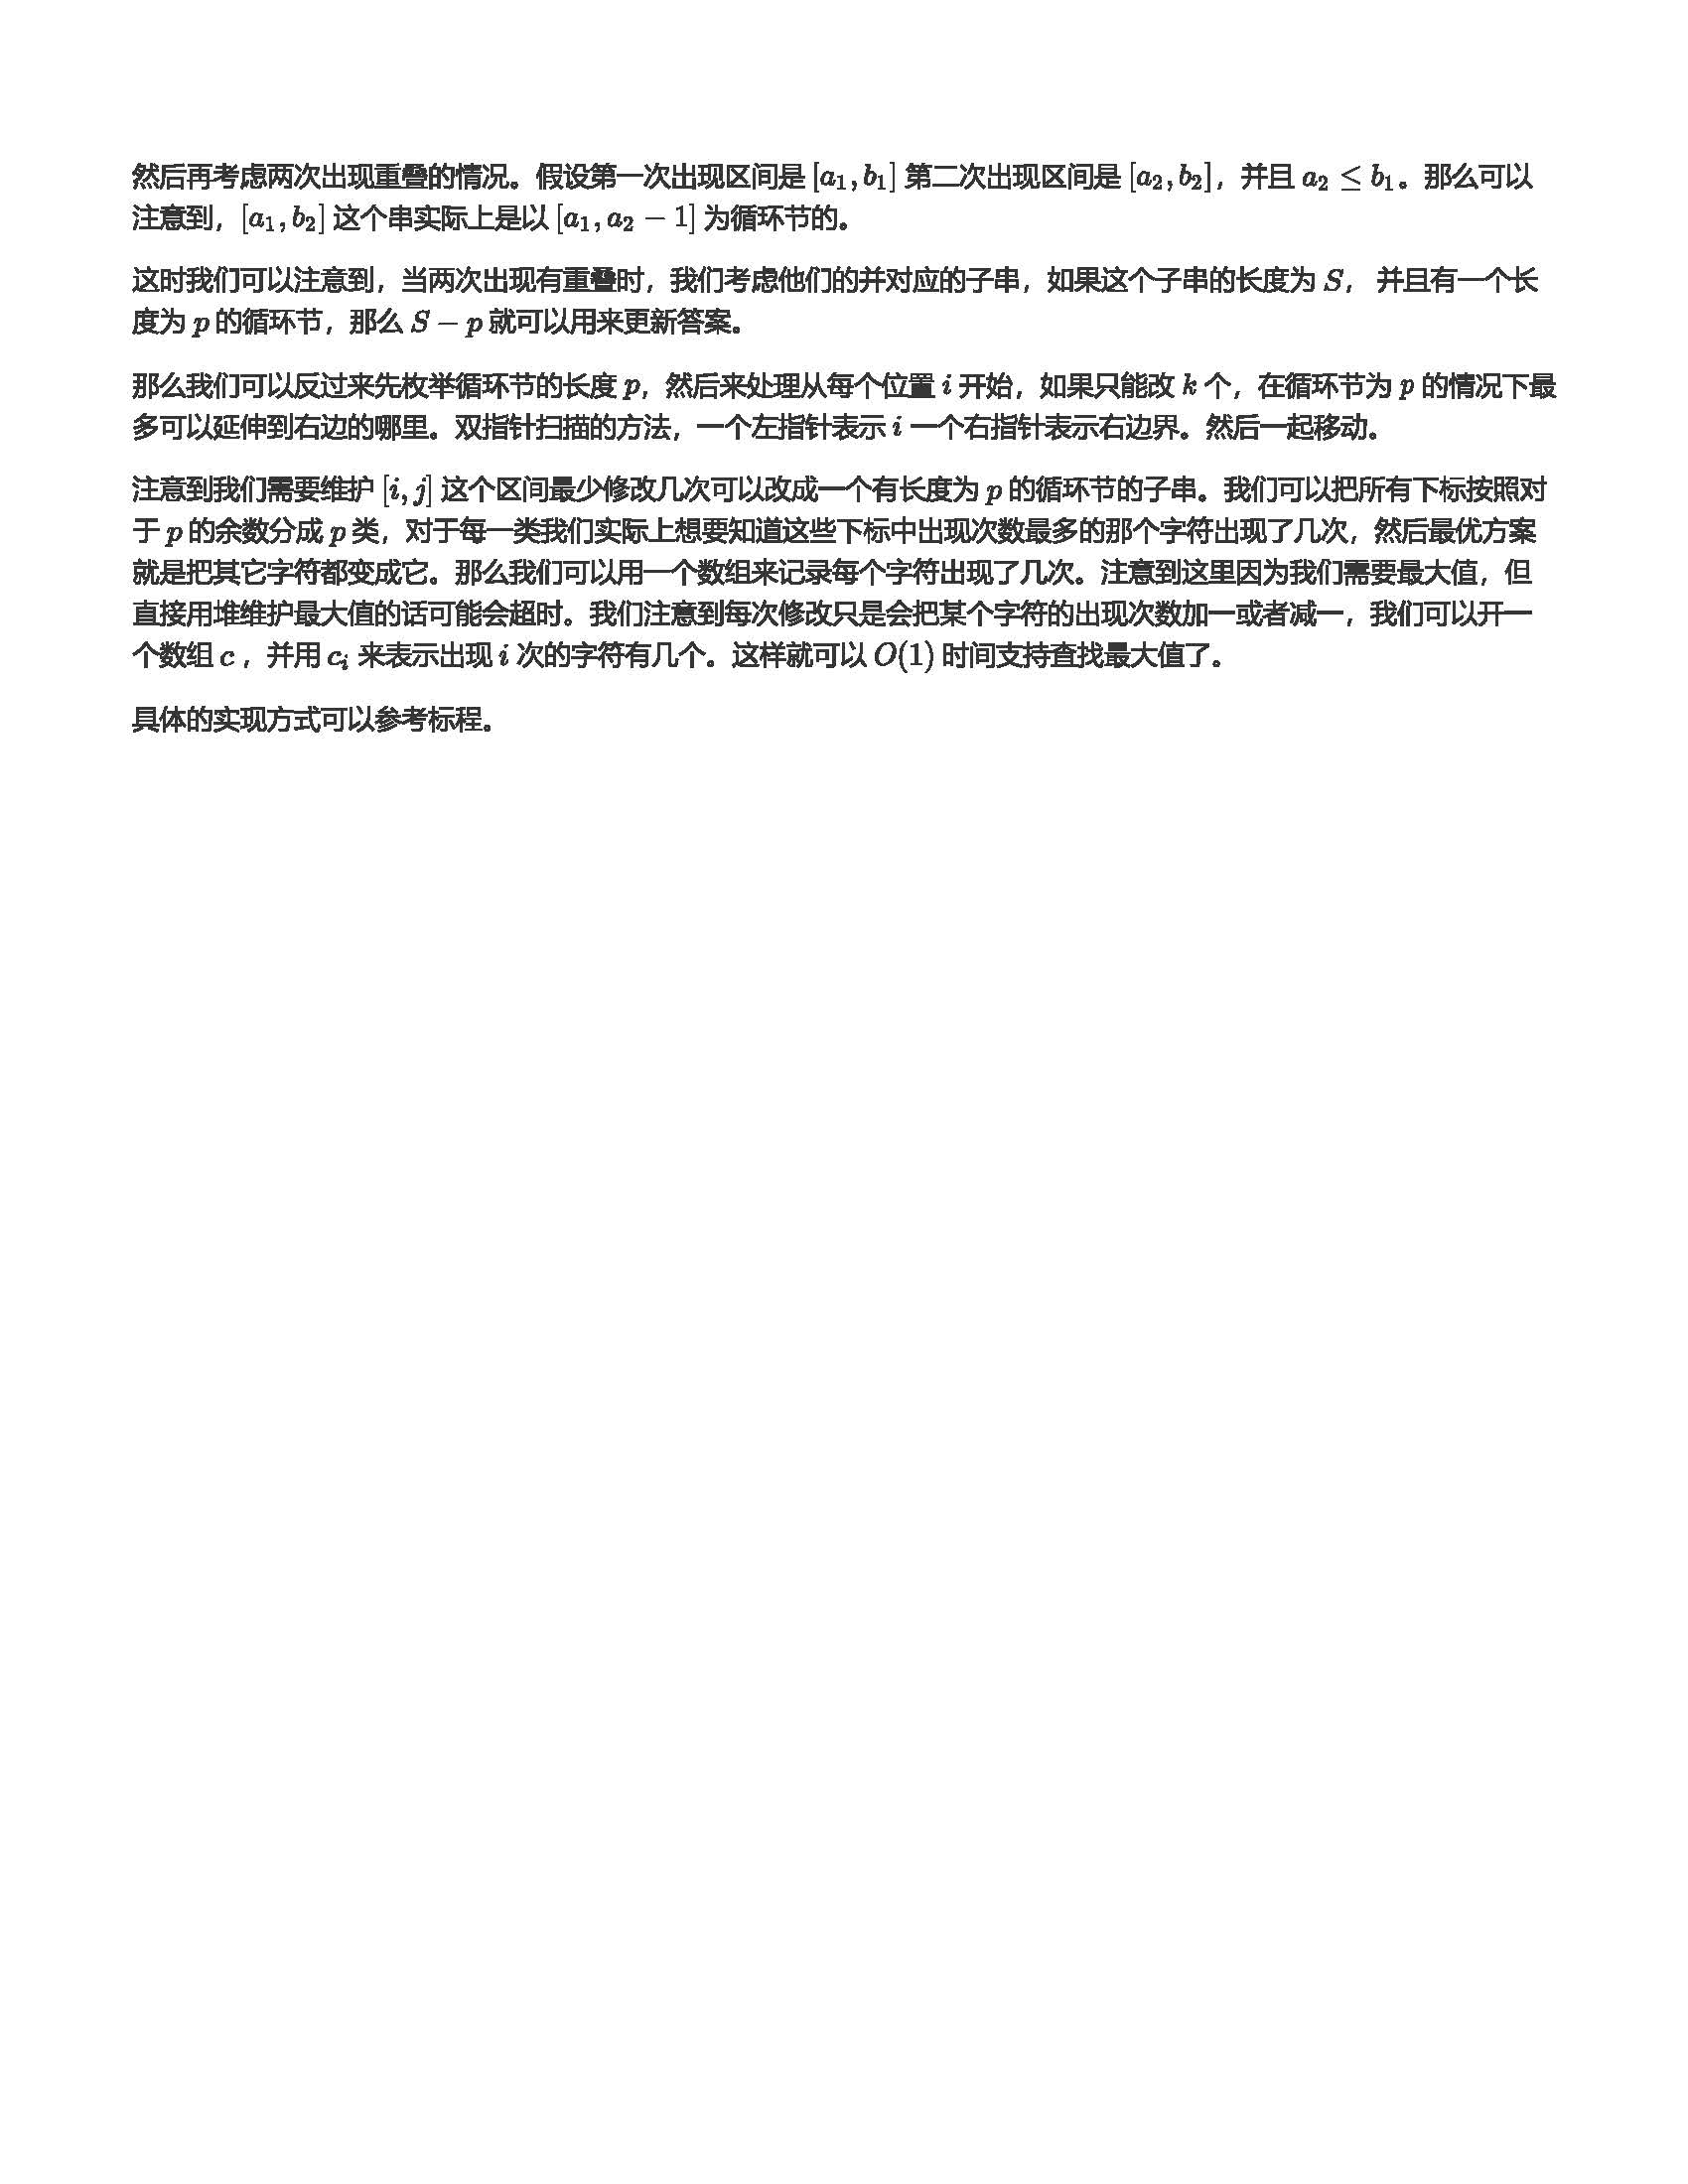 然后再考虑两次出现重叠的情况。假设第一次出现区间是 [a₁, b₁] 第二次出现区间是 [a₂, b₂]，并且 a₂ ≤ b₁。那么可以
注意到，[a₁, b₂] 这个串实际上是以 [a₁, a₂ − 1] 为循环节的。
这时我们可以注意到，当两次出现有重叠时，我们考虑他们的并对应的子串，如果这个子串的长度为 S， 并且有一个长
度为 p 的循环节，那么 S − p 就可以用来更新答案。
那么我们可以反过来先枚举循环节的长度 p，然后来处理从每个位置 i 开始，如果只能改 k 个，在循环节为 p 的情况下最
多可以延伸到右边的哪里。双指针扫描的方法，一个左指针表示 i 一个右指针表示右边界。然后一起移动。
注意到我们需要维护 [i, j] 这个区间最少修改几次可以改成一个有长度为 p 的循环节的子串。我们可以把所有下标按照对
于 p 的余数分成 p 类，对于每一类我们实际上想要知道这些下标中出现次数最多的那个字符出现了几次，然后最优方案
就是把其它字符都变成它。那么我们可以用一个数组来记录每个字符出现了几次。注意到这里因为我们需要最大值，但
直接用堆维护最大值的话可能会超时。我们注意到每次修改只是会把某个字符的出现次数加一或者减一，我们可以开一
个数组 c ，并用 cᵢ 来表示出现 i 次的字符有几个。这样就可以 O(1) 时间支持查找最大值了。
具体的实现方式可以参考标程。